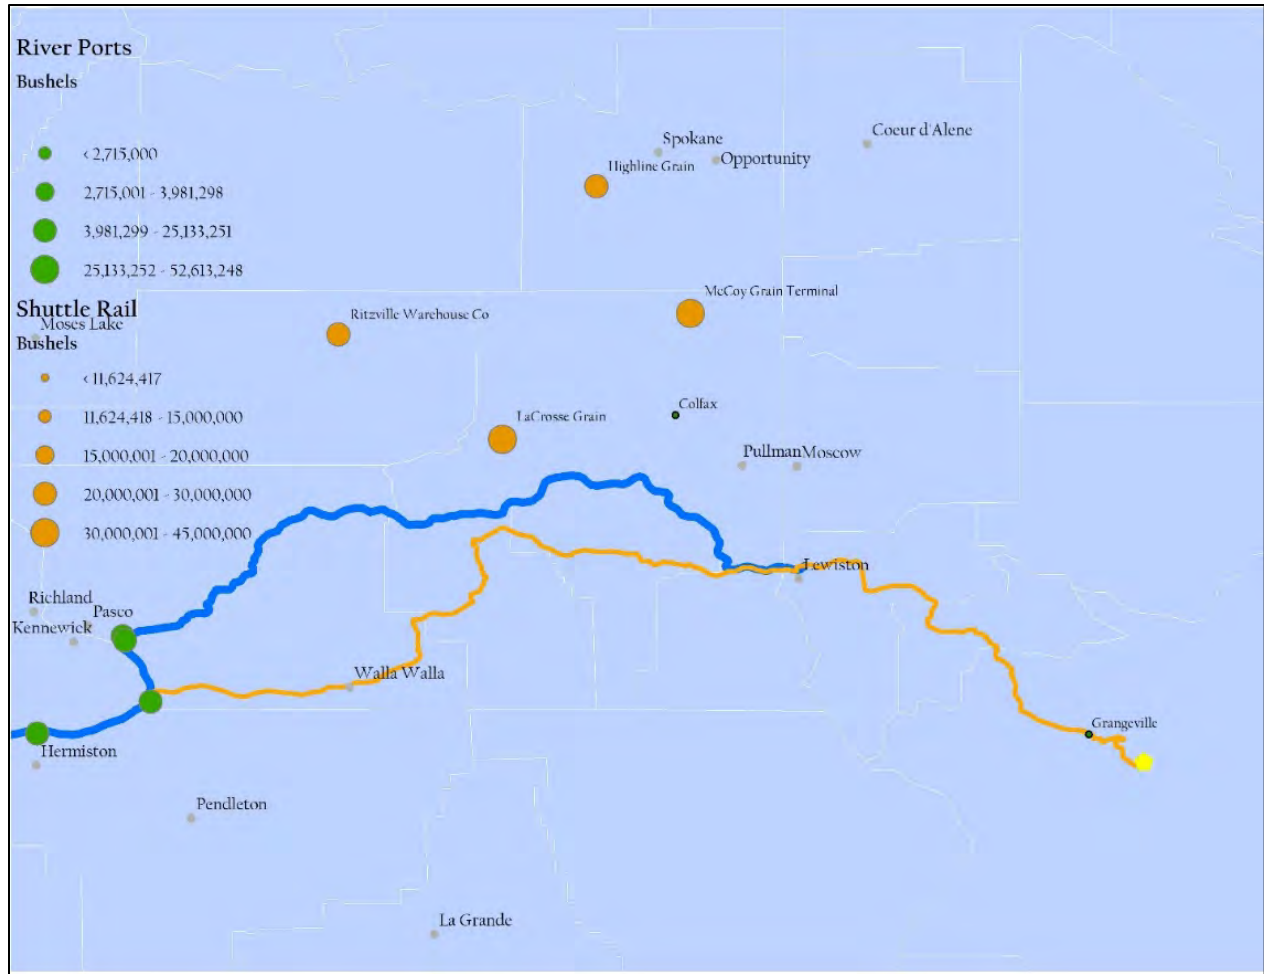 River Ports
Bushels
< 2,715,000
2,715,001 - 3,981,298
3,981,299 - 25,133,251
25,133,252 - 52,613,248
Shuttle Rail
Moses Lake
Bushels
< 11,624,417
11,624,418 - 15,000,000
15,000,001 - 20,000,000
20,000,001 - 30,000,000
30,000,001 - 45,000,000
Spokane
Coeur d'Alene
Highline Grain
Opportunity
McCoy Grain Terminal
Ritzville Warehouse Co
Colfax
LaCrosse Grain
Pullman
Moscow
Lewiston
Richland
Pasco
Kennewick
Walla Walla
Grangeville
Hermiston
Pendleton
La Grande